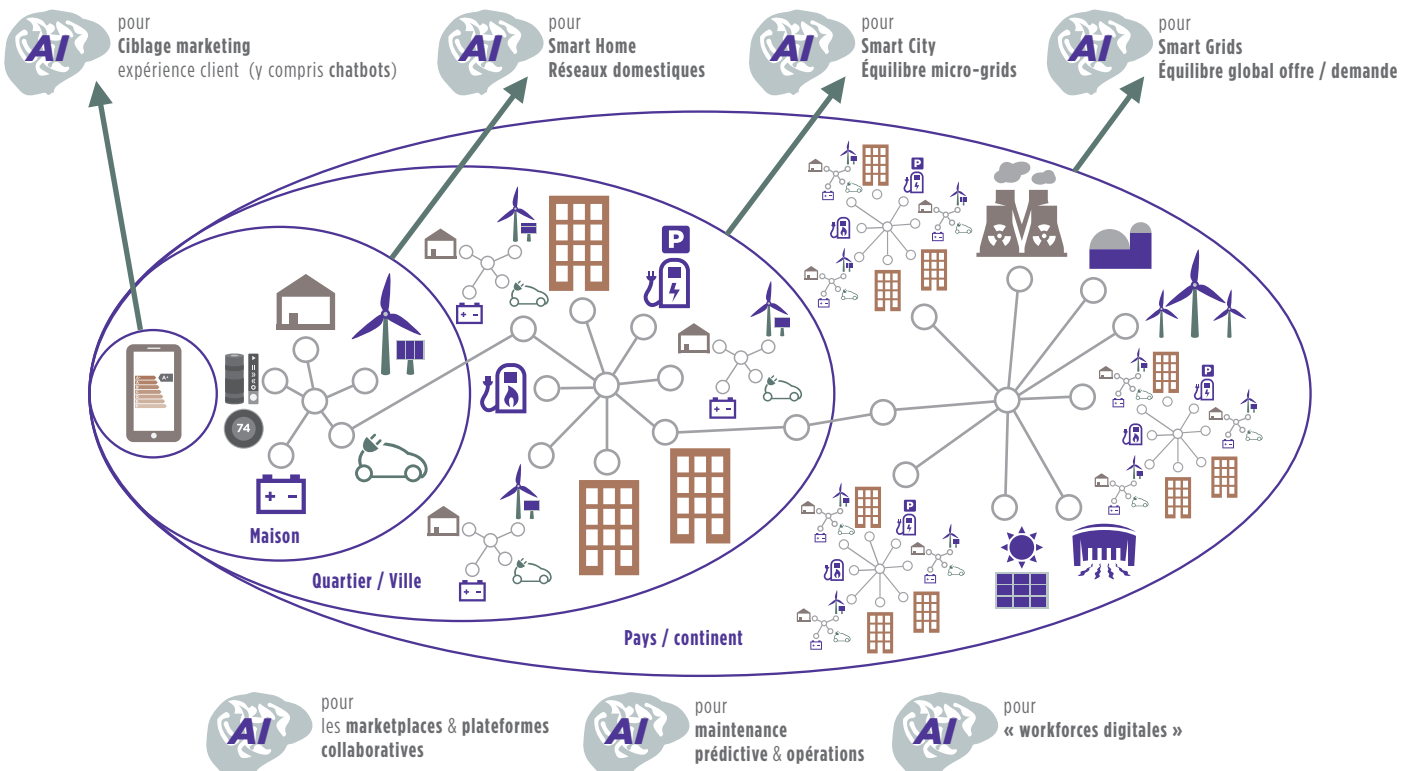 AI
pour
Ciblage marketing
expérience client (y compris chatbots)
AI
pour
Smart Home
Réseaux domestiques
AI
pour
Smart City
Équilibre micro-grids
AI
pour
Smart Grids
Équilibre global offre / demande
P
P
P
P
A+
74
Maison
Quartier / Ville
Pays / continent
AI
pour
les marketplaces & plateformes
collaboratives
AI
pour
maintenance
prédictive & opérations
AI
pour
« workforces digitales »